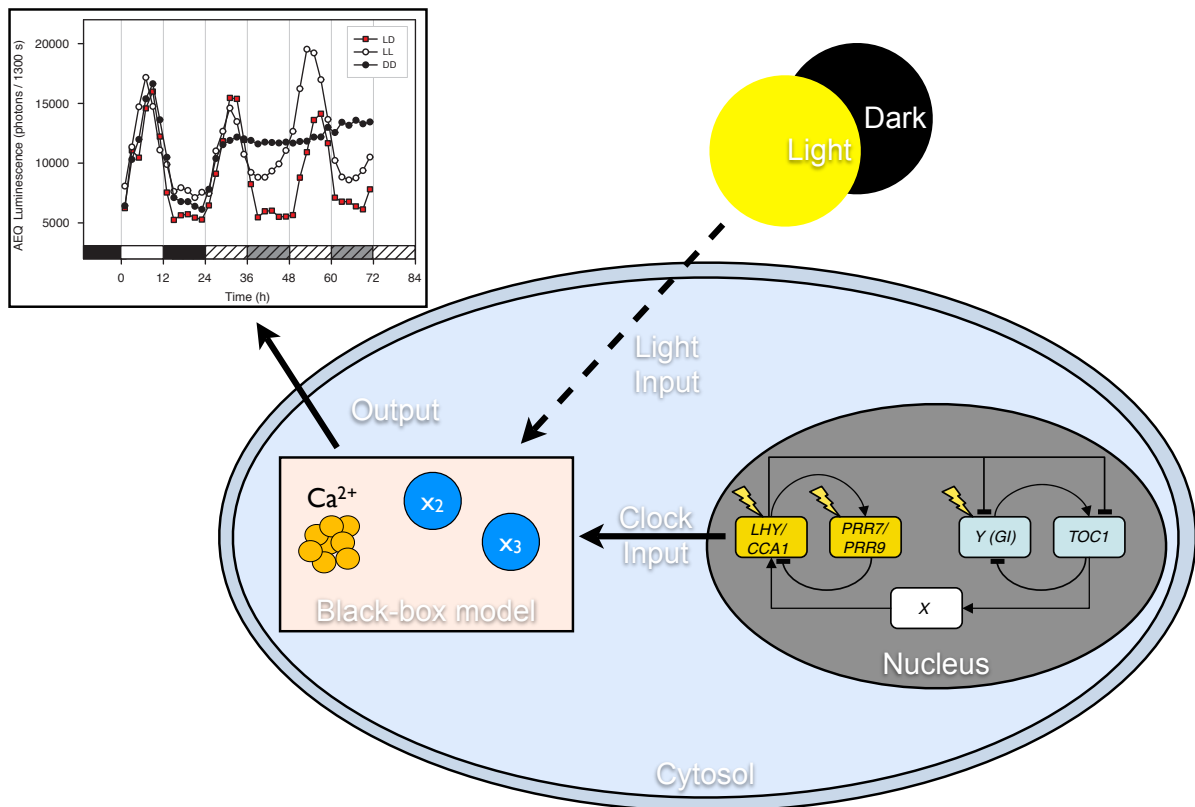 20000
15000
10000
5000
AEQ Luminescence (photons / 1300 s)
LD
LL
DD
0 12 24 36 48 60 72 84
Time (h)
Dark
Light
Light
Input
Output
Ca2+
x2
x3
Black-box model
Clock
Input
LHY/
CCA1
PRR7/
PRR9
Y (GI)
TOC1
X
Nucleus
Cytosol